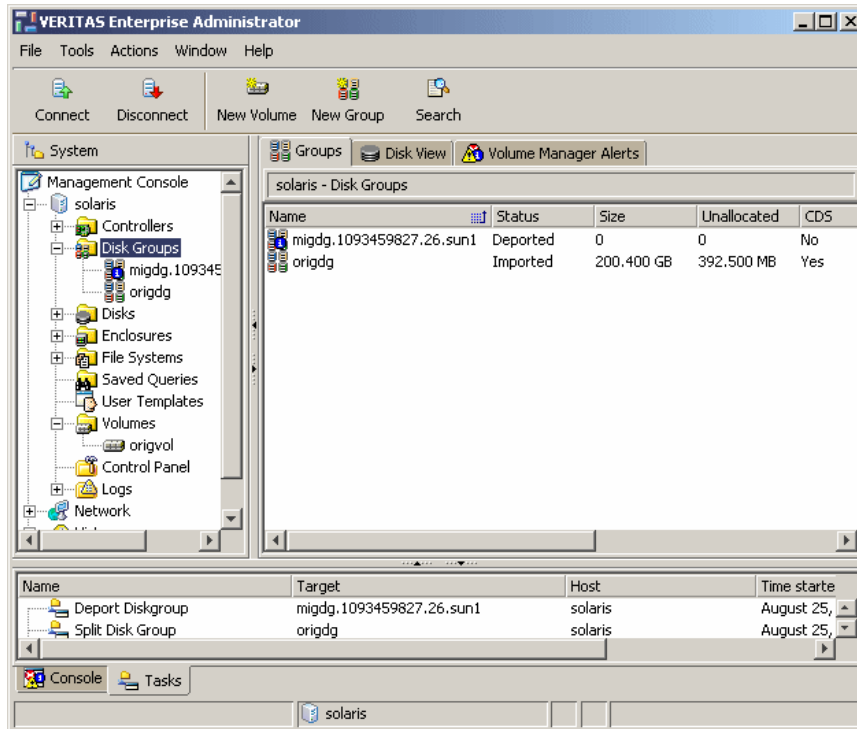 VERITAS Enterprise Administrator
File Tools Actions Window Help
Connect Disconnect New Volume New Group Search
System
Management Console
solaris
Controllers
Disk Groups
migdg.109345
origdg
Disks
Enclosures
File Systems
Saved Queries
User Templates
Volumes
origvol
Control Panel
Logs
Network
Groups Disk View Volume Manager Alerts
solaris - Disk Groups
Name Status Size Unallocated CDS
migdg.1093459827.26.sun1 Deported 0 0 No
origdg Imported 200.400 GB 392.500 MB Yes
Name Target Host Time starte
Deport Diskgroup migdg.1093459827.26.sun1 solaris August 25,
Split Disk Group origdg solaris August 25,
Console Tasks
solaris